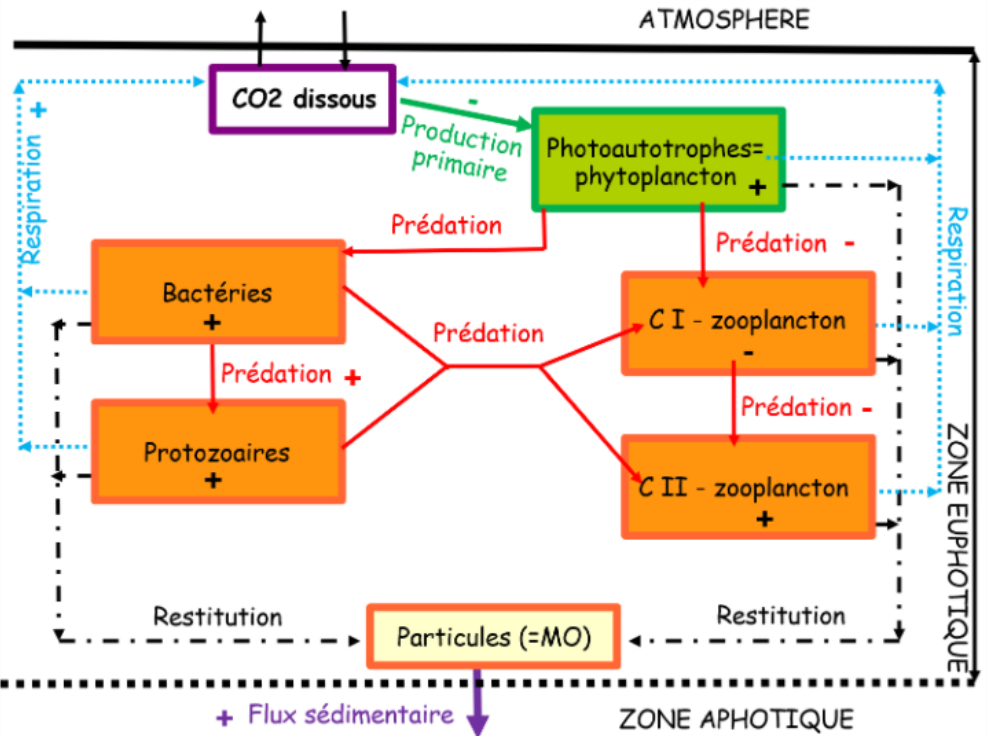 ATMOSPHERE
CO2 dissous
-
Production
primaire
Photoautotrophes=
phytoplancton +
Respiration +
Prédation
Prédation -
Respiration
Bactéries
+
C I - zooplancton
-
Prédation
Prédation +
Prédation -
Protozoaires
+
C II - zooplancton
+
ZONE EUPHOTIQUE
Restitution
Restitution
Particules (=MO)
+ Flux sédimentaire
ZONE APHOTIQUE